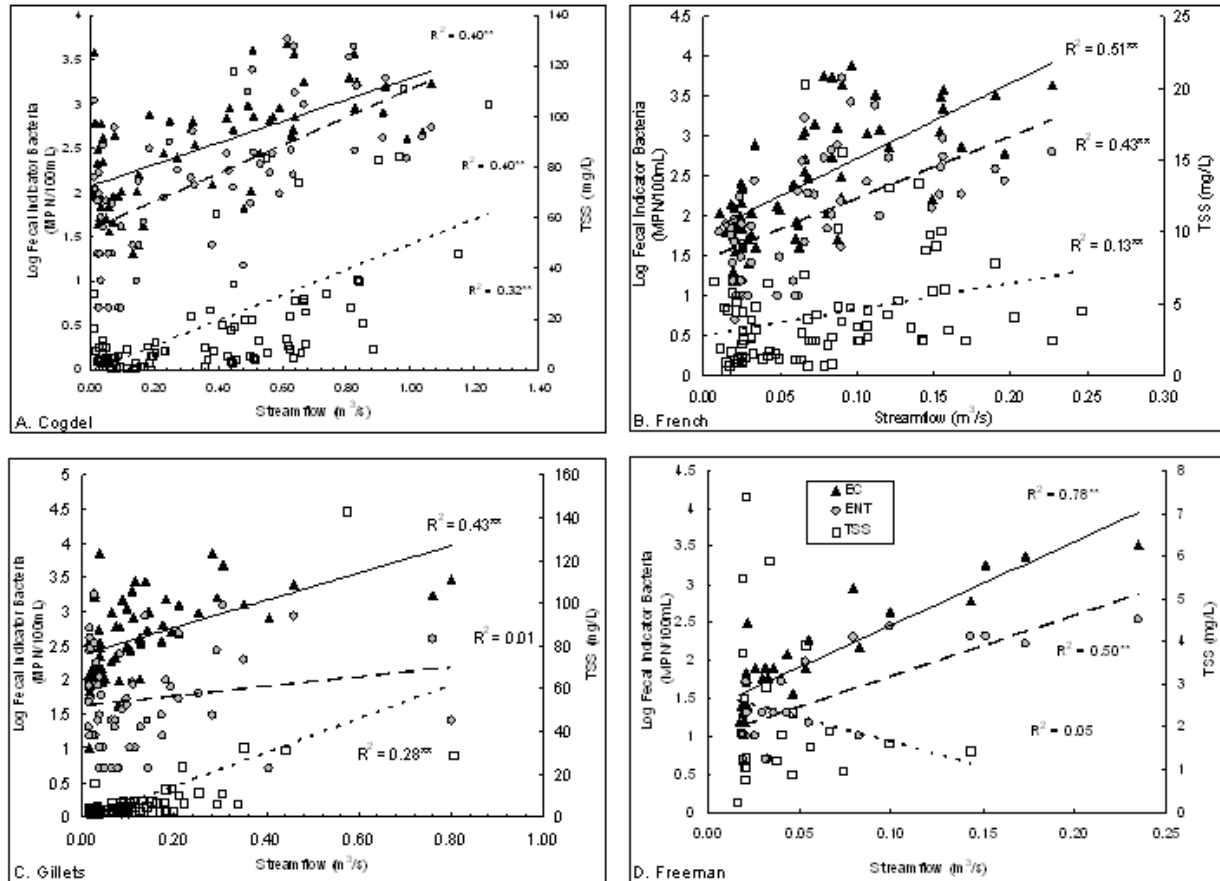 4
3.5
3
2.5
2
1.5
1
0.5
0
Log Fecal Indicator Bacteria
(MPN/100mL)
140
120
100
80
60
40
20
0
TSS (mg/L)
R² = 0.40**
R² = 0.40**
R² = 0.32**
0.00 0.20 0.40 0.60 0.80 1.00 1.20 1.40
Streamflow (m³/s)
A. Cogdel
4.5
4
3.5
3
2.5
2
1.5
1
0.5
0
Log Fecal Indicator Bacteria
(MPN/100mL)
25
20
15
10
5
0
TSS (mg/L)
R² = 0.51**
R² = 0.43**
R² = 0.13**
0.00 0.05 0.10 0.15 0.20 0.25 0.30
Streamflow (m³/s)
B. French
5
4.5
4
3.5
3
2.5
2
1.5
1
0.5
0
Log Fecal Indicator Bacteria
(MPN/100mL)
160
140
120
100
80
60
40
20
0
TSS (mg/L)
R² = 0.43**
R² = 0.01
R² = 0.28**
0.00 0.20 0.40 0.60 0.80 1.00
Streamflow (m³/s)
C. Gillets
4.5
4
3.5
3
2.5
2
1.5
1
0.5
0
Log Fecal Indicator Bacteria
(MPN/100mL)
8
7
6
5
4
3
2
1
0
TSS (mg/L)
EC
ENT
TSS
R² = 0.78**
R² = 0.50**
R² = 0.05
0.00 0.05 0.10 0.15 0.20 0.25
Streamflow (m³/s)
D. Freeman